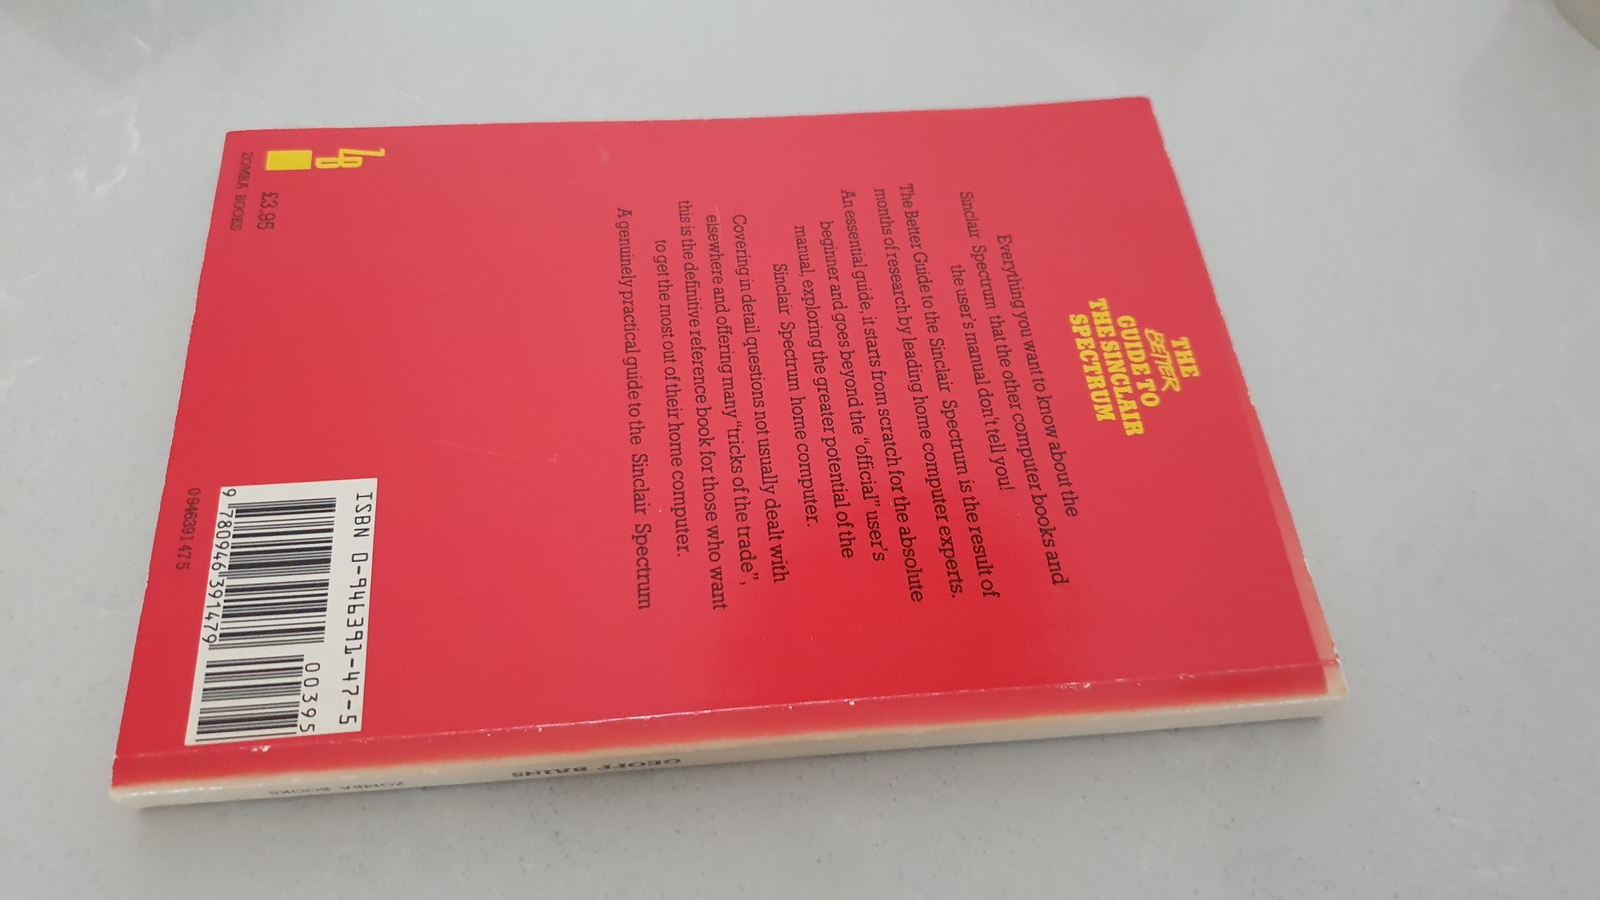 THE
BETTER
GUIDE TO
THE SINCLAIR
SPECTRUM
Everything you want to know about the
Sinclair Spectrum that the other computer books and
the user's manual don't tell you!
The Better Guide to the Sinclair Spectrum is the result of
months of research by leading home computer experts.
An essential guide, it starts from scratch for the absolute
beginner and goes beyond the "official" user's
manual, exploring the greater potential of the
Sinclair Spectrum home computer.
Covering in detail questions not usually dealt with
elsewhere and offering many "tricks of the trade",
this is the definitive reference book for those who want
to get the most out of their home computer.
A genuinely practical guide to the Sinclair Spectrum
£3.95
ZOMBA BOOKS
ISBN 0-946391-47-5
00395
9 780946 391479
0946391475
GEOFF BAINS
ZOMBA BOOKS